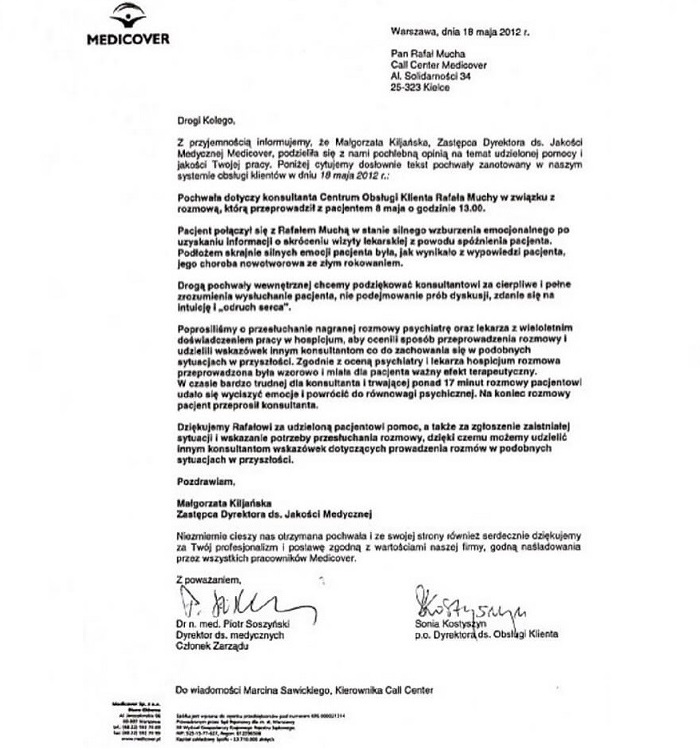 MEDICOVER
Warszawa, dnia 18 maja 2012 r.
Pan Rafał Mucha
Call Center Medicover
Al. Solidarności 34
25-323 Kielce
Drogi Kolego,
Z przyjemnością informujemy, że Małgorzata Kiljańska, Zastępca Dyrektora ds. Jakości
Medycznej Medicover, podzieliła się z nami pochlebną opinią na temat udzielonej pomocy i
jakości Twojej pracy. Poniżej cytujemy dosłownie tekst pochwały zanotowany w naszym
systemie obsługi klientów w dniu 18 maja 2012 r.:
Pochwała dotyczy konsultanta Centrum Obsługi Klienta Rafała Muchy w związku z
rozmową, którą przeprowadził z pacjentem 8 maja o godzinie 13.00.
Pacjent połączył się z Rafałem Muchą w stanie silnego wzburzenia emocjonalnego po
uzyskaniu informacji o skróceniu wizyty lekarskiej z powodu spóźnienia pacjenta.
Podłożem skrajnie silnych emocji pacjenta była, jak wynikało z wypowiedzi pacjenta,
jego choroba nowotworowa ze złym rokowaniem.
Drogą pochwały wewnętrznej chcemy podziękować konsultantowi za cierpliwe i pełne
zrozumienia wysłuchanie pacjenta, nie podejmowanie prób dyskusji, zdanie się na
intuicję i „odruch serca”.
Poprosiliśmy o przesłuchanie nagranej rozmowy psychiatrę oraz lekarza z wieloletnim
doświadczeniem pracy w hospicjum, aby ocenili sposób przeprowadzenia rozmowy i
udzielili wskazówek innym konsultantom co do zachowania się w podobnych
sytuacjach w przyszłości. Zgodnie z oceną psychiatry i lekarza hospicjum rozmowa
przeprowadzona była wzorowo i miała dla pacjenta ważny efekt terapeutyczny.
W czasie bardzo trudnej dla konsultanta i trwającej ponad 17 minut rozmowy pacjentowi
udało się wyciszyć emocje i powrócić do równowagi psychicznej. Na koniec rozmowy
pacjent przeprosił konsultanta.
Dziękujemy Rafałowi za udzieloną pacjentowi pomoc, a także za zgłoszenie zaistniałej
sytuacji i wskazanie potrzeby przesłuchania rozmowy, dzięki czemu możemy udzielić
innym konsultantom wskazówek dotyczących prowadzenia rozmów w podobnych
sytuacjach w przyszłości.
Pozdrawiam,
Małgorzata Kiljańska
Zastępca Dyrektora ds. Jakości Medycznej
Niezmiernie cieszy nas otrzymana pochwała i ze swojej strony również serdecznie dziękujemy
za Twój profesjonalizm i postawę zgodną z wartościami naszej firmy, godną naśladowania
przez wszystkich pracowników Medicover.
Z poważaniem,
SKostyszyn
Dr n. med. Piotr Soszyński
Dyrektor ds. medycznych
Członek Zarządu
Sonia Kostyszyn
p.o. Dyrektora ds. Obsługi Klienta
Do wiadomości Marcina Sawickiego, Kierownika Call Center
Medicover Sp. z o.o.
Biuro Główne
www.medicover.pl